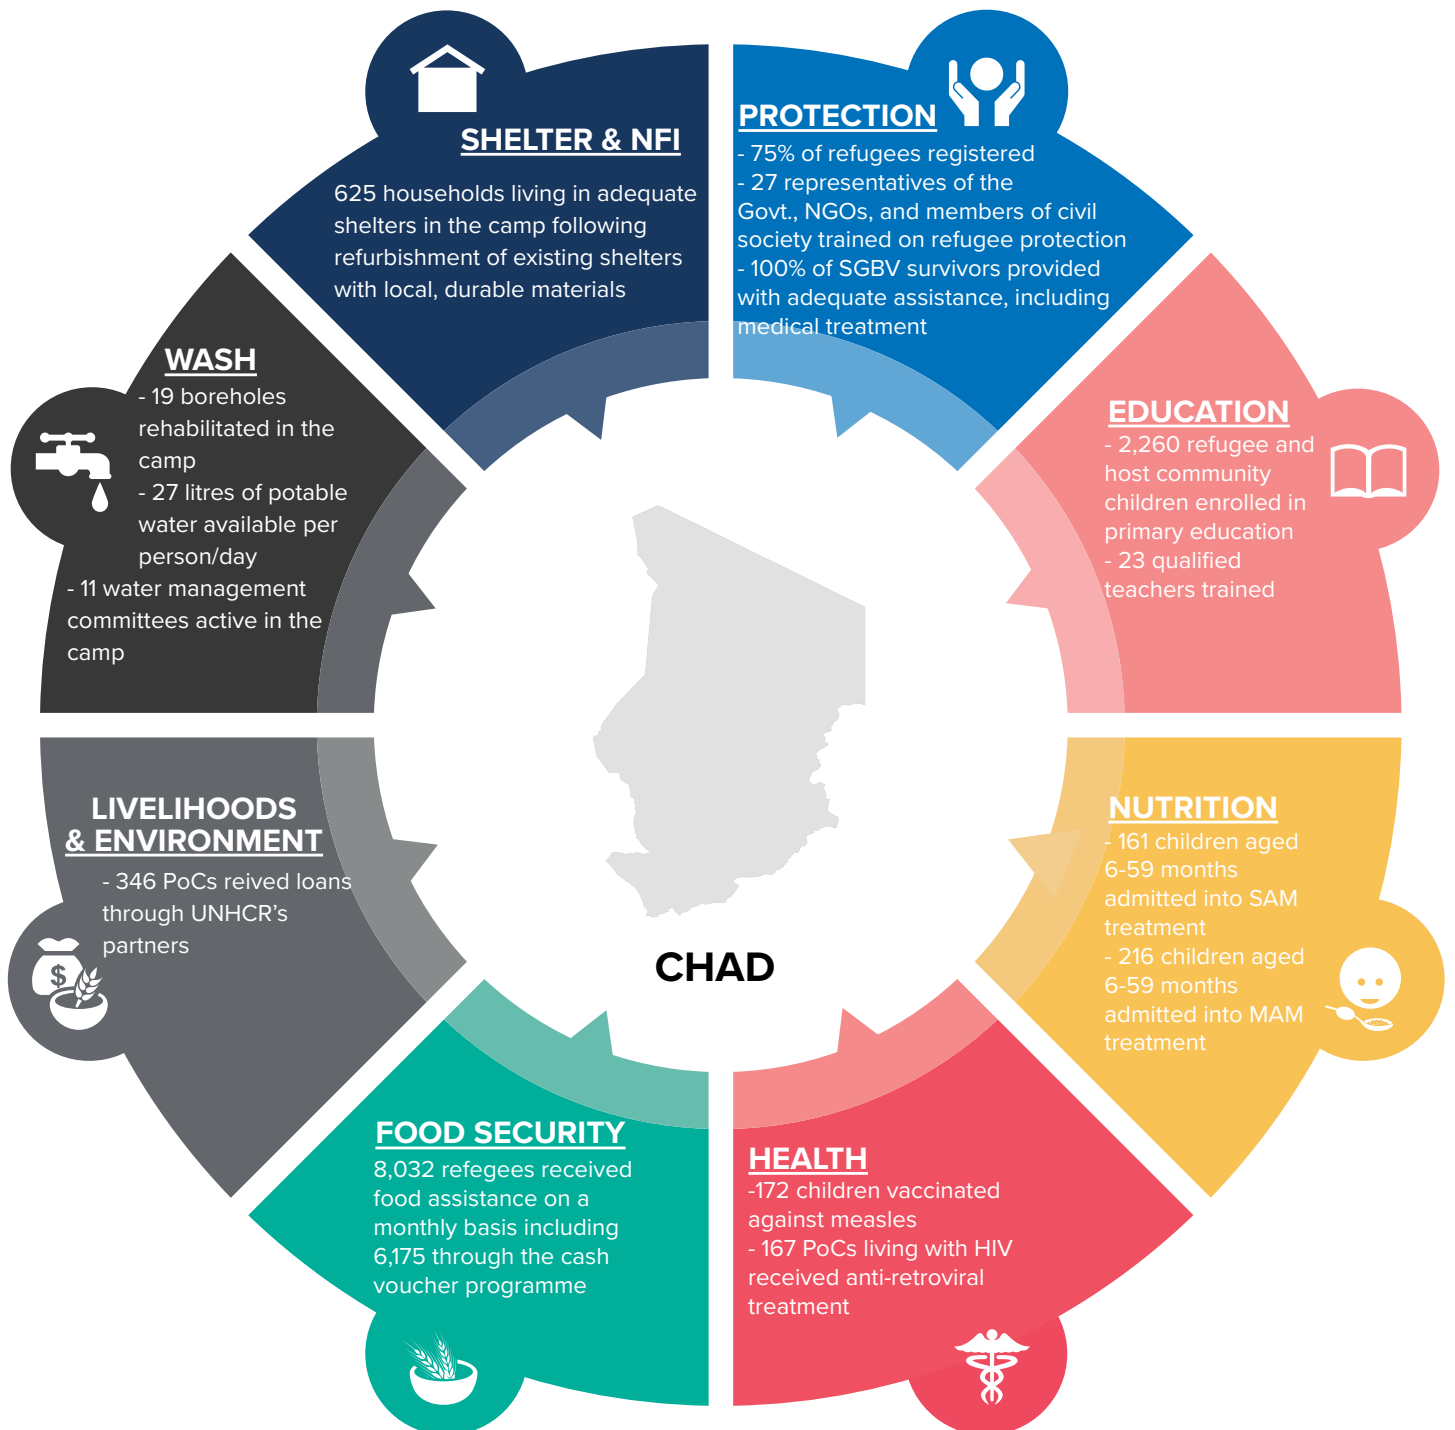 SHELTER & NFI
625 households living in adequate
shelters in the camp following
refurbishment of existing shelters
with local, durable materials
PROTECTION
- 75% of refugees registered
- 27 representatives of the
Govt., NGOs, and members of civil
society trained on refugee protection
- 100% of SGBV survivors provided
with adequate assistance, including
medical treatment
EDUCATION
- 2,260 refugee and
host community
children enrolled in
primary education
- 23 qualified
teachers trained
NUTRITION
- 161 children aged
6-59 months
admitted into SAM
treatment
- 216 children aged
6-59 months
admitted into MAM
treatment
HEALTH
-172 children vaccinated
against measles
- 167 PoCs living with HIV
received anti-retroviral
treatment
FOOD SECURITY
8,032 refegees received
food assistance on a
monthly basis including
6,175 through the cash
voucher programme
LIVELIHOODS
& ENVIRONMENT
- 346 PoCs reived loans
through UNHCR's
partners
$
WASH
- 19 boreholes
rehabilitated in the
camp
- 27 litres of potable
water available per
person/day
- 11 water management
committees active in the
camp
CHAD